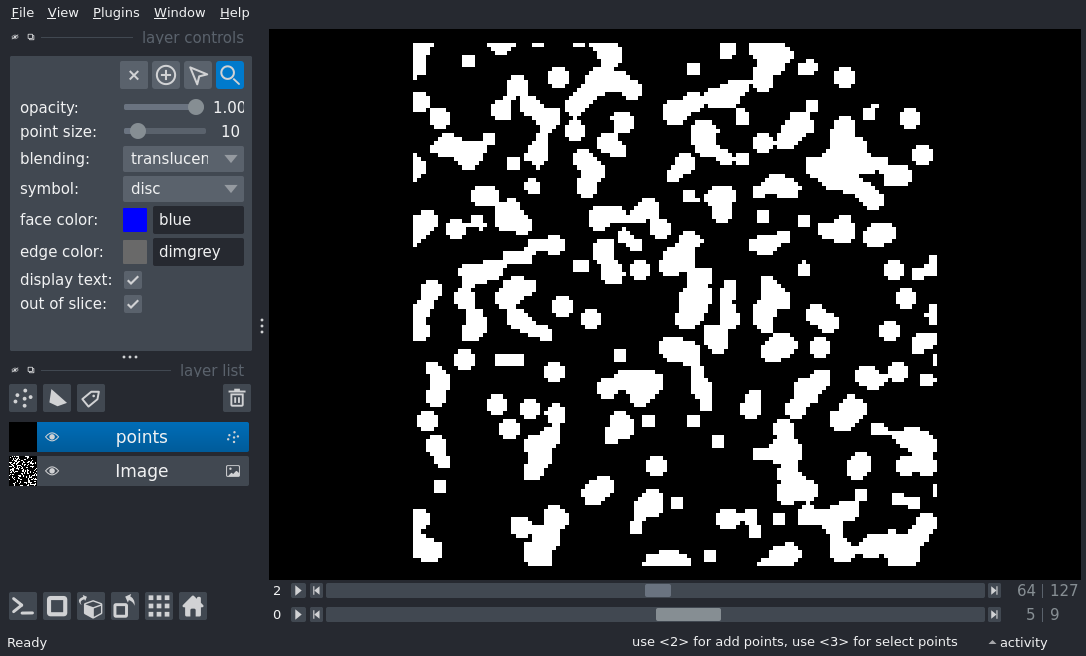 File View Plugins Window Help
layer controls
opacity: 1.00
point size: 10
blending: translucen
symbol: disc
face color: blue
edge color: dimgrey
display text:
out of slice:
layer list
points
Image
2 64 | 127
0 5 | 9
Ready use <2> for add points, use <3> for select points activity